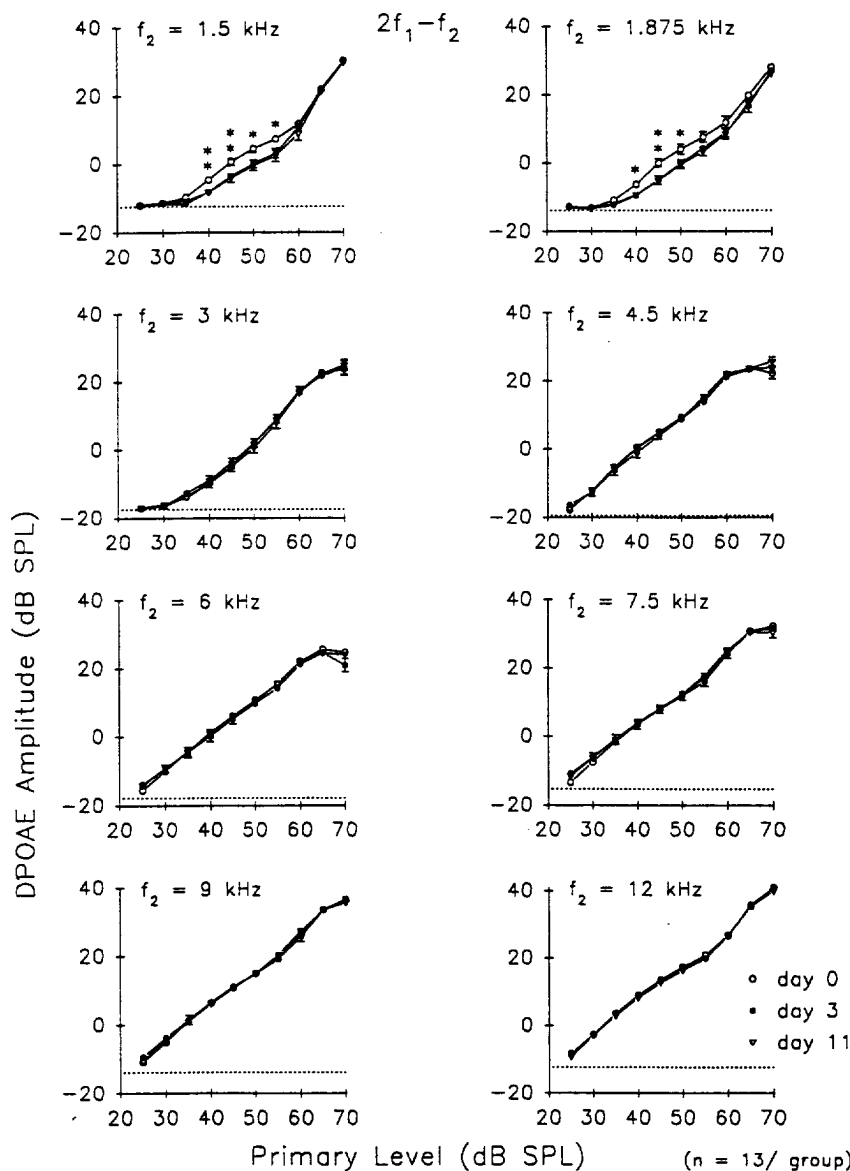 2f₁−f₂
f₂ = 1.5 kHz
40
20
0
−20
20 30 40 50 60 70
* * * * * *
f₂ = 1.875 kHz
40
20
0
−20
20 30 40 50 60 70
* * * *
f₂ = 3 kHz
40
20
0
−20
20 30 40 50 60 70
f₂ = 4.5 kHz
40
20
0
−20
20 30 40 50 60 70
f₂ = 6 kHz
40
20
0
−20
20 30 40 50 60 70
f₂ = 7.5 kHz
40
20
0
−20
20 30 40 50 60 70
f₂ = 9 kHz
40
20
0
−20
20 30 40 50 60 70
f₂ = 12 kHz
40
20
0
−20
20 30 40 50 60 70
day 0
day 3
day 11
DPOAE Amplitude (dB SPL)
Primary Level (dB SPL)
(n = 13/ group)